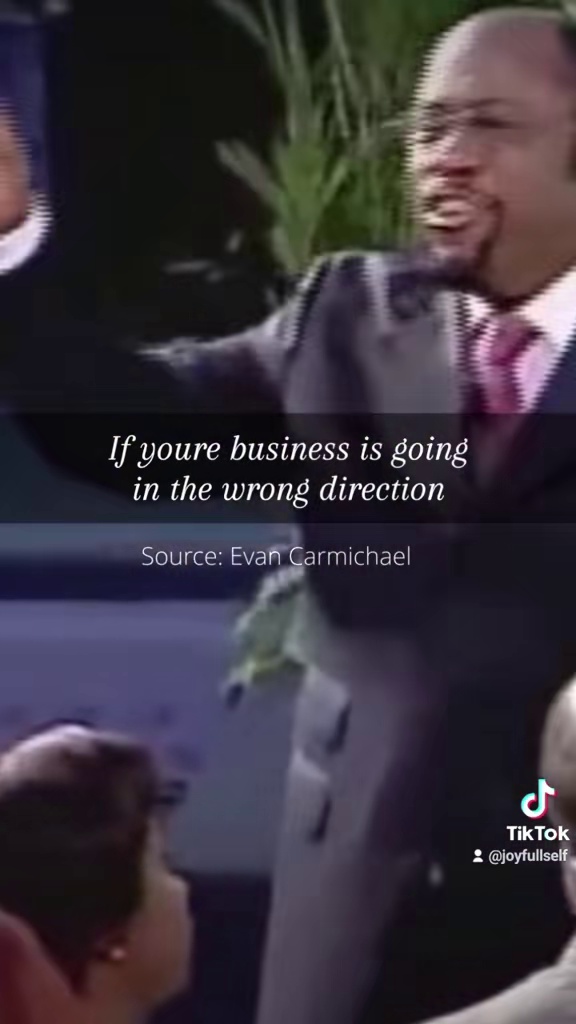 If youre business is going
in the wrong direction
Source: Evan Carmichael
TikTok
@joyfullself